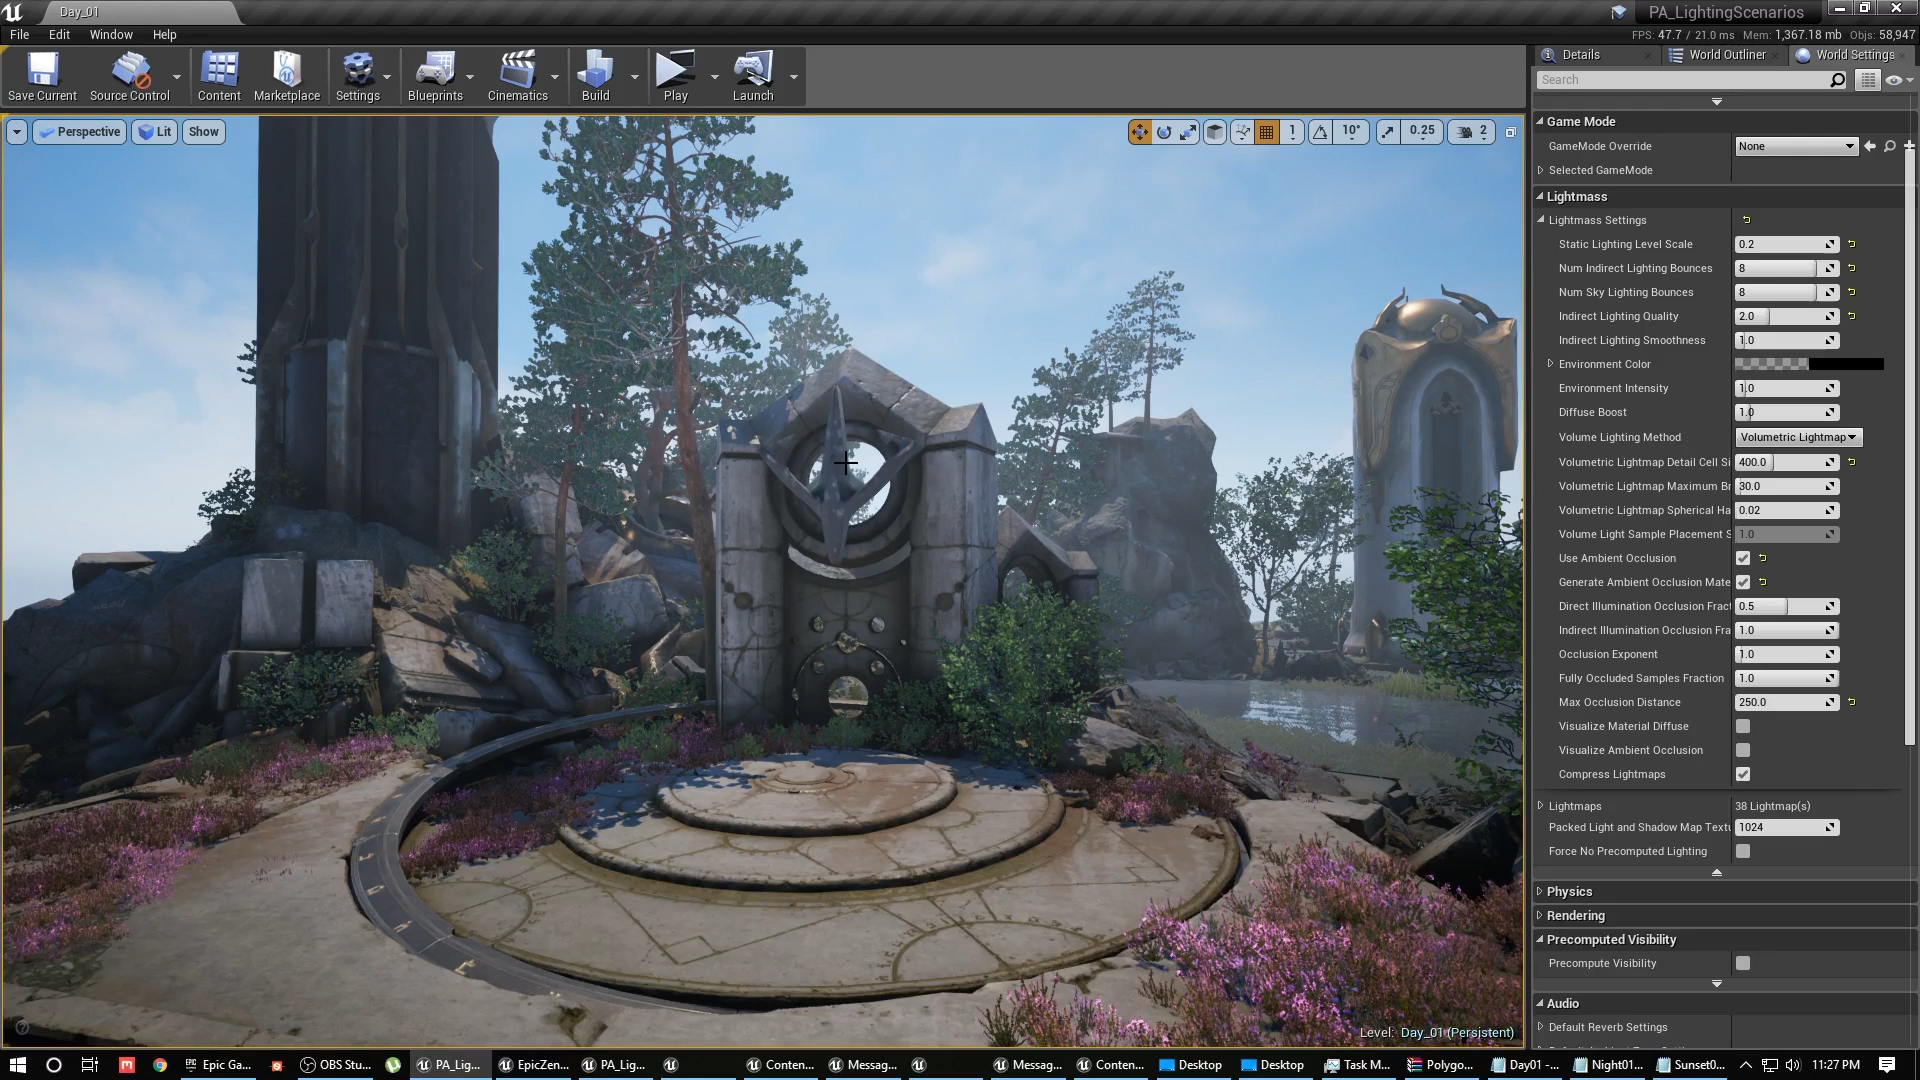 Day_01
PA_LightingScenarios
File Edit Window Help
FPS: 47.7 / 21.0 ms Mem: 1,367.18 mb Objs: 58,947
Save Current Source Control Content Marketplace Settings Blueprints Cinematics Build Play Launch
Details World Outliner World Settings
Search
Perspective Lit Show
1 10° 0.25 2
Game Mode
GameMode Override None
Selected GameMode
Lightmass
Lightmass Settings
Static Lighting Level Scale 0.2
Num Indirect Lighting Bounces 8
Num Sky Lighting Bounces 8
Indirect Lighting Quality 2.0
Indirect Lighting Smoothness 1.0
Environment Color
Environment Intensity 1.0
Diffuse Boost 1.0
Volume Lighting Method Volumetric Lightmap
Volumetric Lightmap Detail Cell Si 400.0
Volumetric Lightmap Maximum Br 30.0
Volumetric Lightmap Spherical Ha 0.02
Volume Light Sample Placement S 1.0
Use Ambient Occlusion
Generate Ambient Occlusion Mate
Direct Illumination Occlusion Fract 0.5
Indirect Illumination Occlusion Fra 1.0
Occlusion Exponent 1.0
Fully Occluded Samples Fraction 1.0
Max Occlusion Distance 250.0
Visualize Material Diffuse
Visualize Ambient Occlusion
Compress Lightmaps
Lightmaps 38 Lightmap(s)
Packed Light and Shadow Map Textu 1024
Force No Precomputed Lighting
Physics
Rendering
Precomputed Visibility
Precompute Visibility
Audio
Default Reverb Settings
Level: Day_01 (Persistent)
Epic Ga... OBS Stu... PA_Lig... EpicZen... PA_Lig... Conten... Messag... Messag... Conten... Desktop Desktop Task M... Polygo... Day01 -... Night01... Sunset0... 11:27 PM